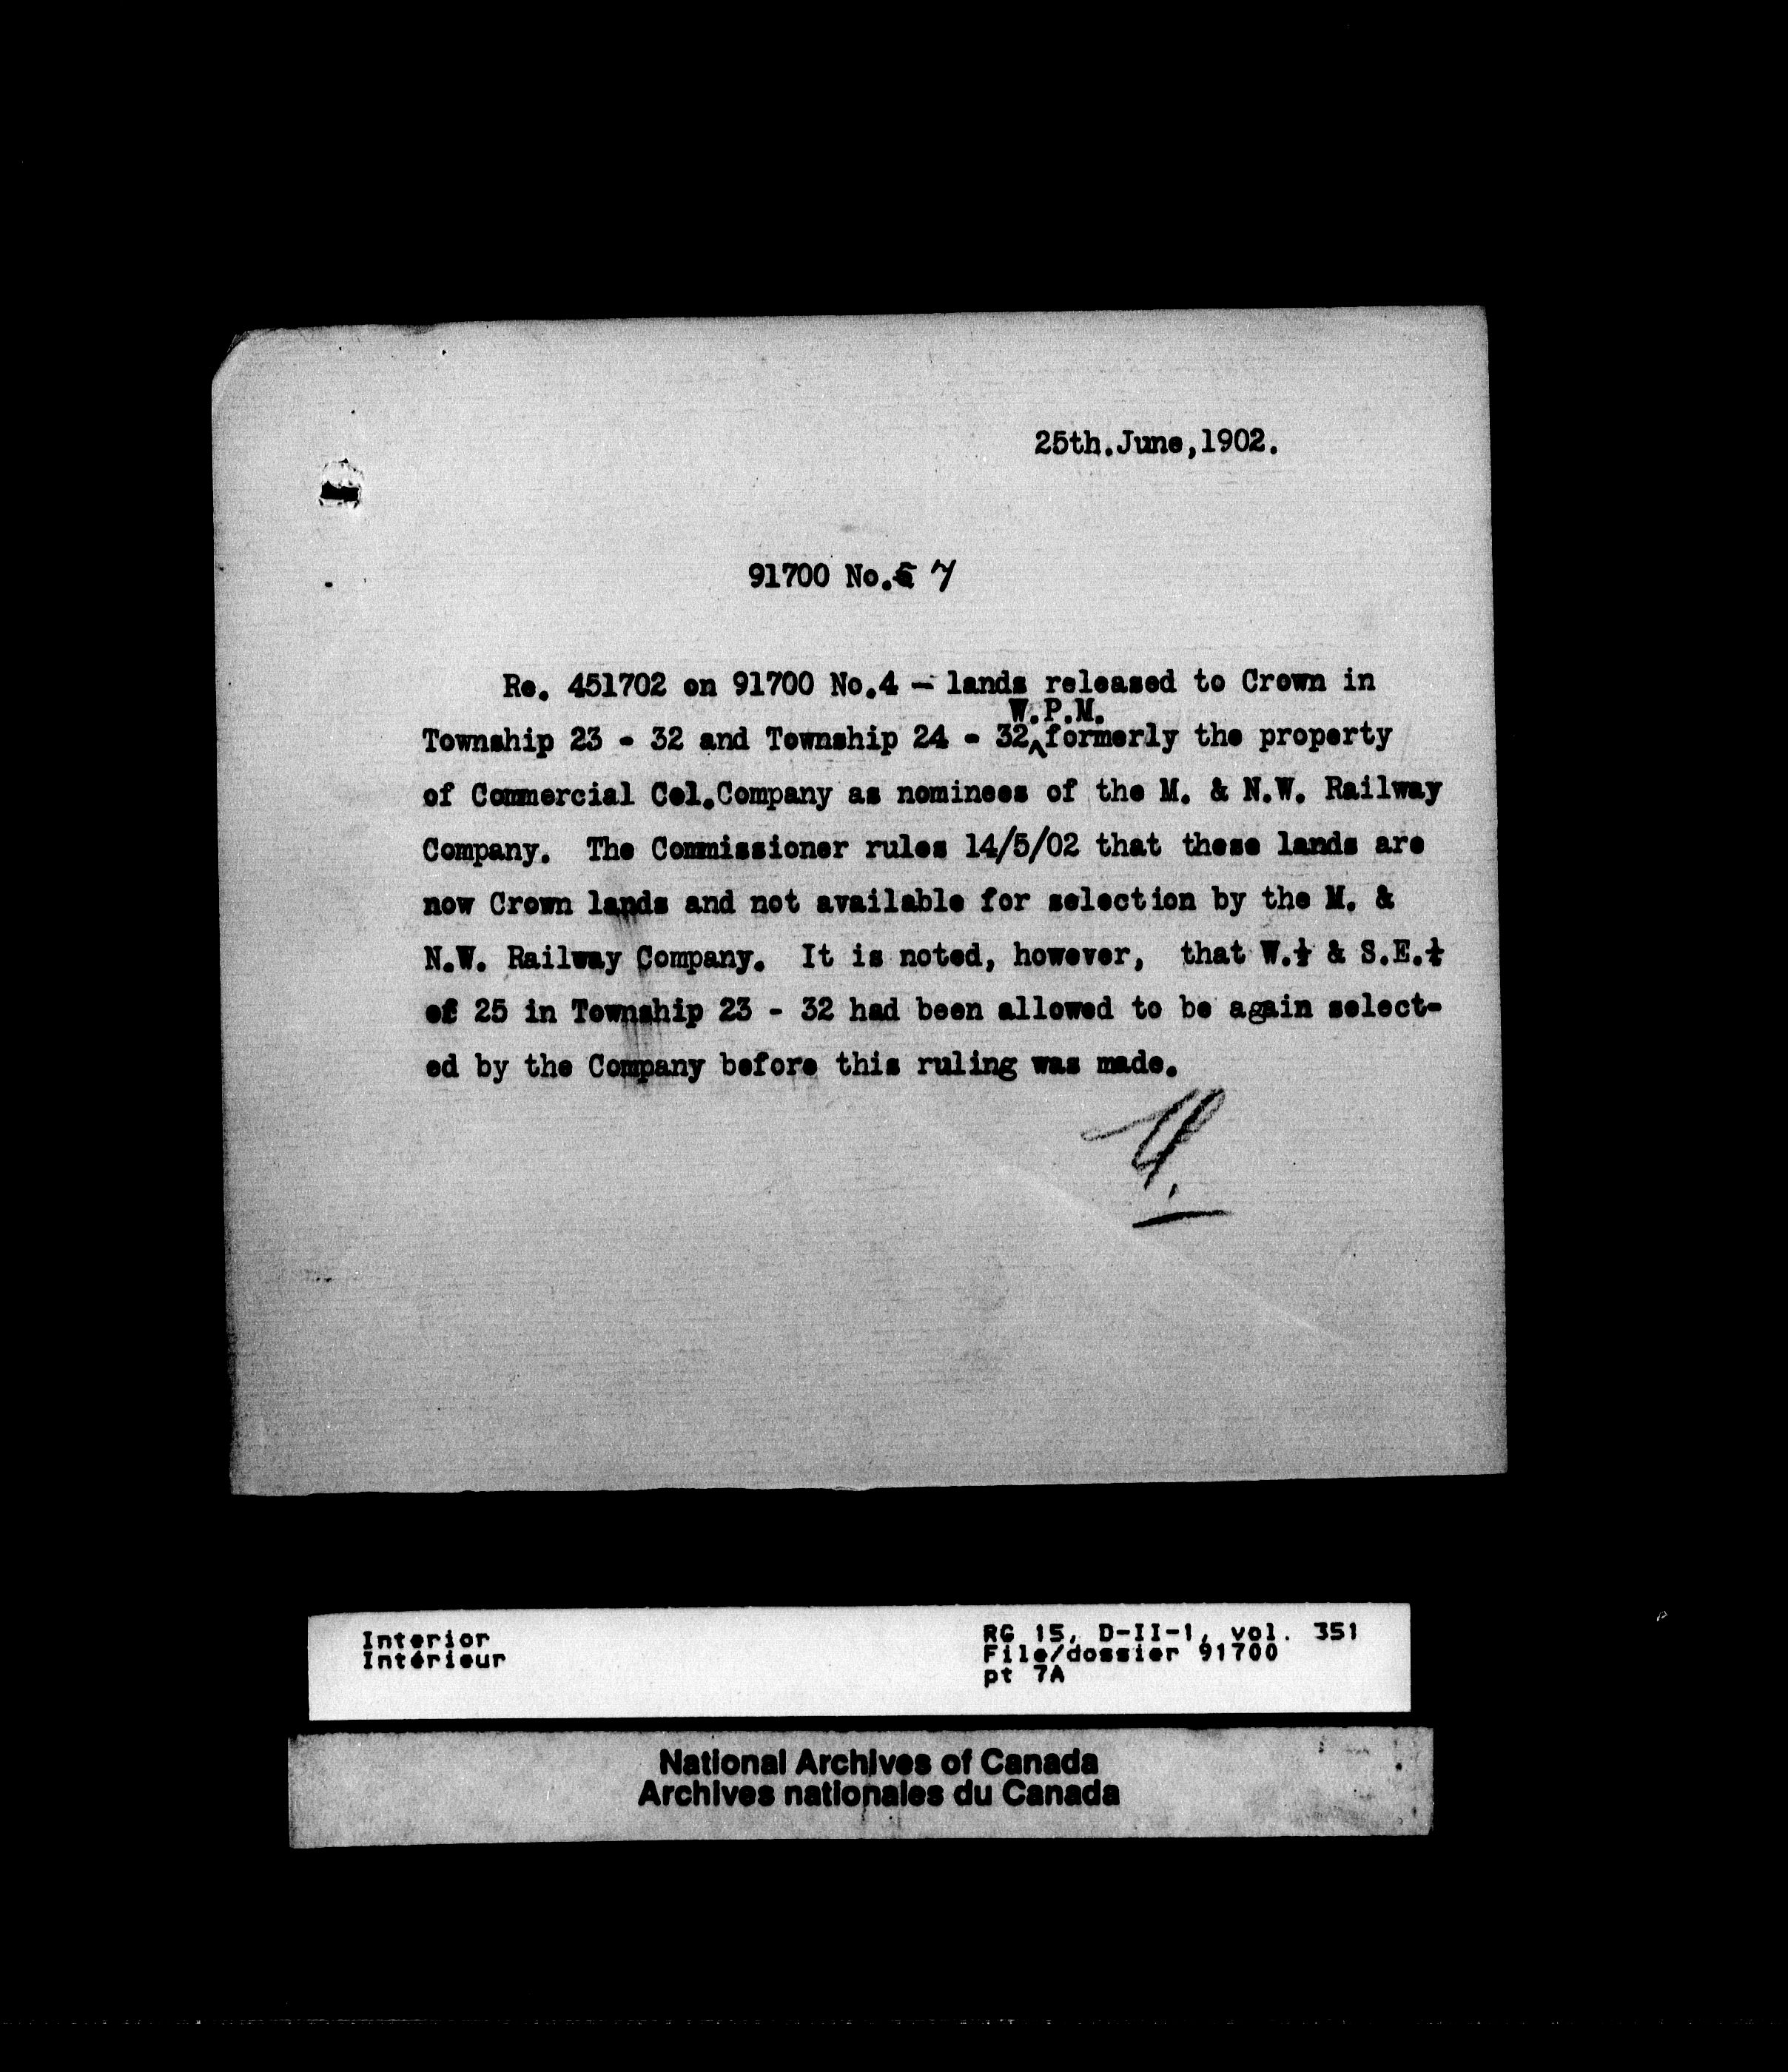 25th.June,1902.
91700 No. 7
Re. 451702 on 91700 No.4 - lands released to Crown in
W.P.M.
Township 23 - 32 and Township 24 - 32^formerly the property
of Commercial Col.Company as nominees of the M. & N.W. Railway
Company. The Commissioner rules 14/5/02 that these lands are
now Crown lands and not available for selection by the M. &
N.W. Railway Company. It is noted, however, that W.½ & S.E.¼
of 25 in Township 23 - 32 had been allowed to be again select-
ed by the Company before this ruling was made.
Interior
Intérieur
RG 15, D-II-1, vol. 351
File/dossier 91700
pt 7A
National Archives of Canada
Archives nationales du Canada